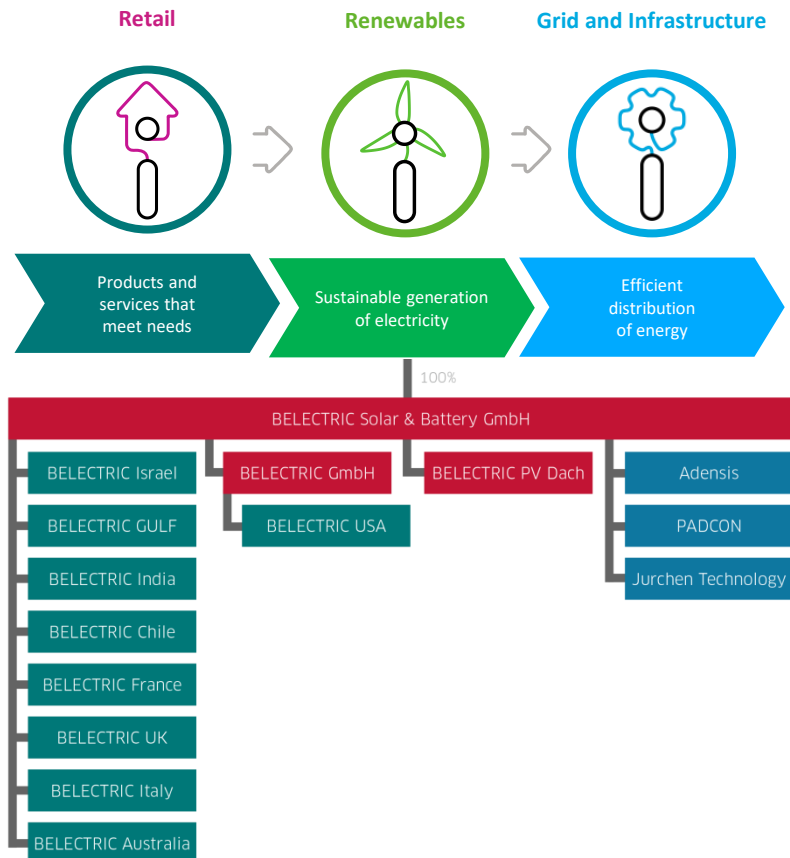 Retail
Renewables
Grid and Infrastructure
Products and
services that
meet needs
Sustainable generation
of electricity
Efficient
distribution
of energy
100%
BELECTRIC Solar & Battery GmbH
BELECTRIC Israel
BELECTRIC GmbH
BELECTRIC PV Dach
Adensis
BELECTRIC GULF
BELECTRIC USA
PADCON
BELECTRIC India
Jurchen Technology
BELECTRIC Chile
BELECTRIC France
BELECTRIC UK
BELECTRIC Italy
BELECTRIC Australia